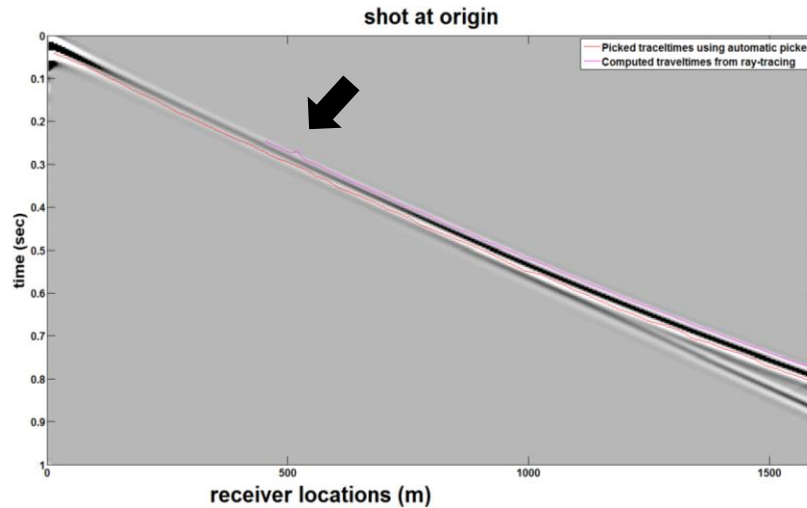 shot at origin
Picked traceltimes using automatic picke
Computed traveltimes from ray-tracing
0
0.1
0.2
0.3
0.4
0.5
0.6
0.7
0.8
0.9
1
time (sec)
0 500 1000 1500
receiver locations (m)